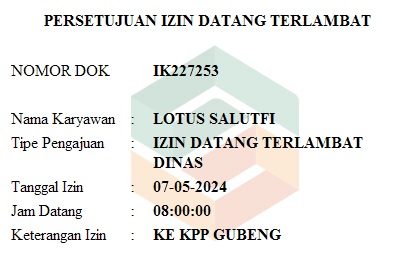 PERSETUJUAN IZIN DATANG TERLAMBAT
NOMOR DOK IK227253
Nama Karyawan : LOTUS SALUTFI
Tipe Pengajuan : IZIN DATANG TERLAMBAT
DINAS
Tanggal Izin : 07-05-2024
Jam Datang : 08:00:00
Keterangan Izin : KE KPP GUBENG